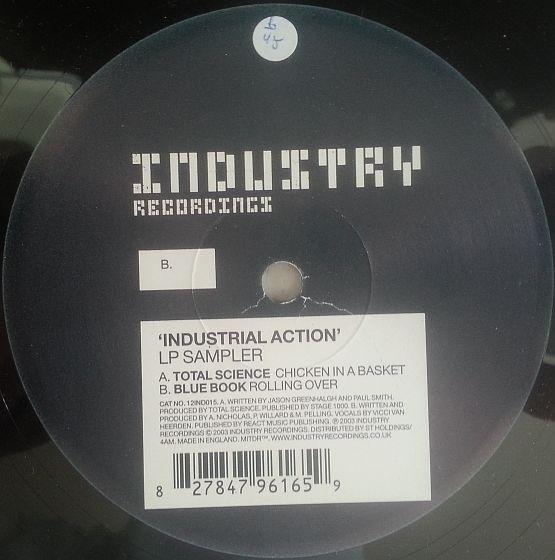 INDUSTRY
RECORDINGS
B.
'INDUSTRIAL ACTION'
LP SAMPLER
A. TOTAL SCIENCE CHICKEN IN A BASKET
B. BLUE BOOK ROLLING OVER
CAT NO. 12IND015. A. WRITTEN BY JASON GREENHALGH AND PAUL SMITH.
PRODUCED BY TOTAL SCIENCE. PUBLISHED BY STAGE 1000. B. WRITTEN AND
PRODUCED BY A. NICHOLAS, P. WILLARD & M. PELLING. VOCALS BY VICCI VAN
HEERDEN. PUBLISHED BY REACT MUSIC PUBLISHING. ℗ 2003 INDUSTRY
RECORDINGS © 2003 INDUSTRY RECORDINGS. DISTRIBUTED BY ST HOLDINGS/
4AM. MADE IN ENGLAND. MITDR™. WWW.INDUSTRYRECORDINGS.CO.UK
8 27847 96165 9